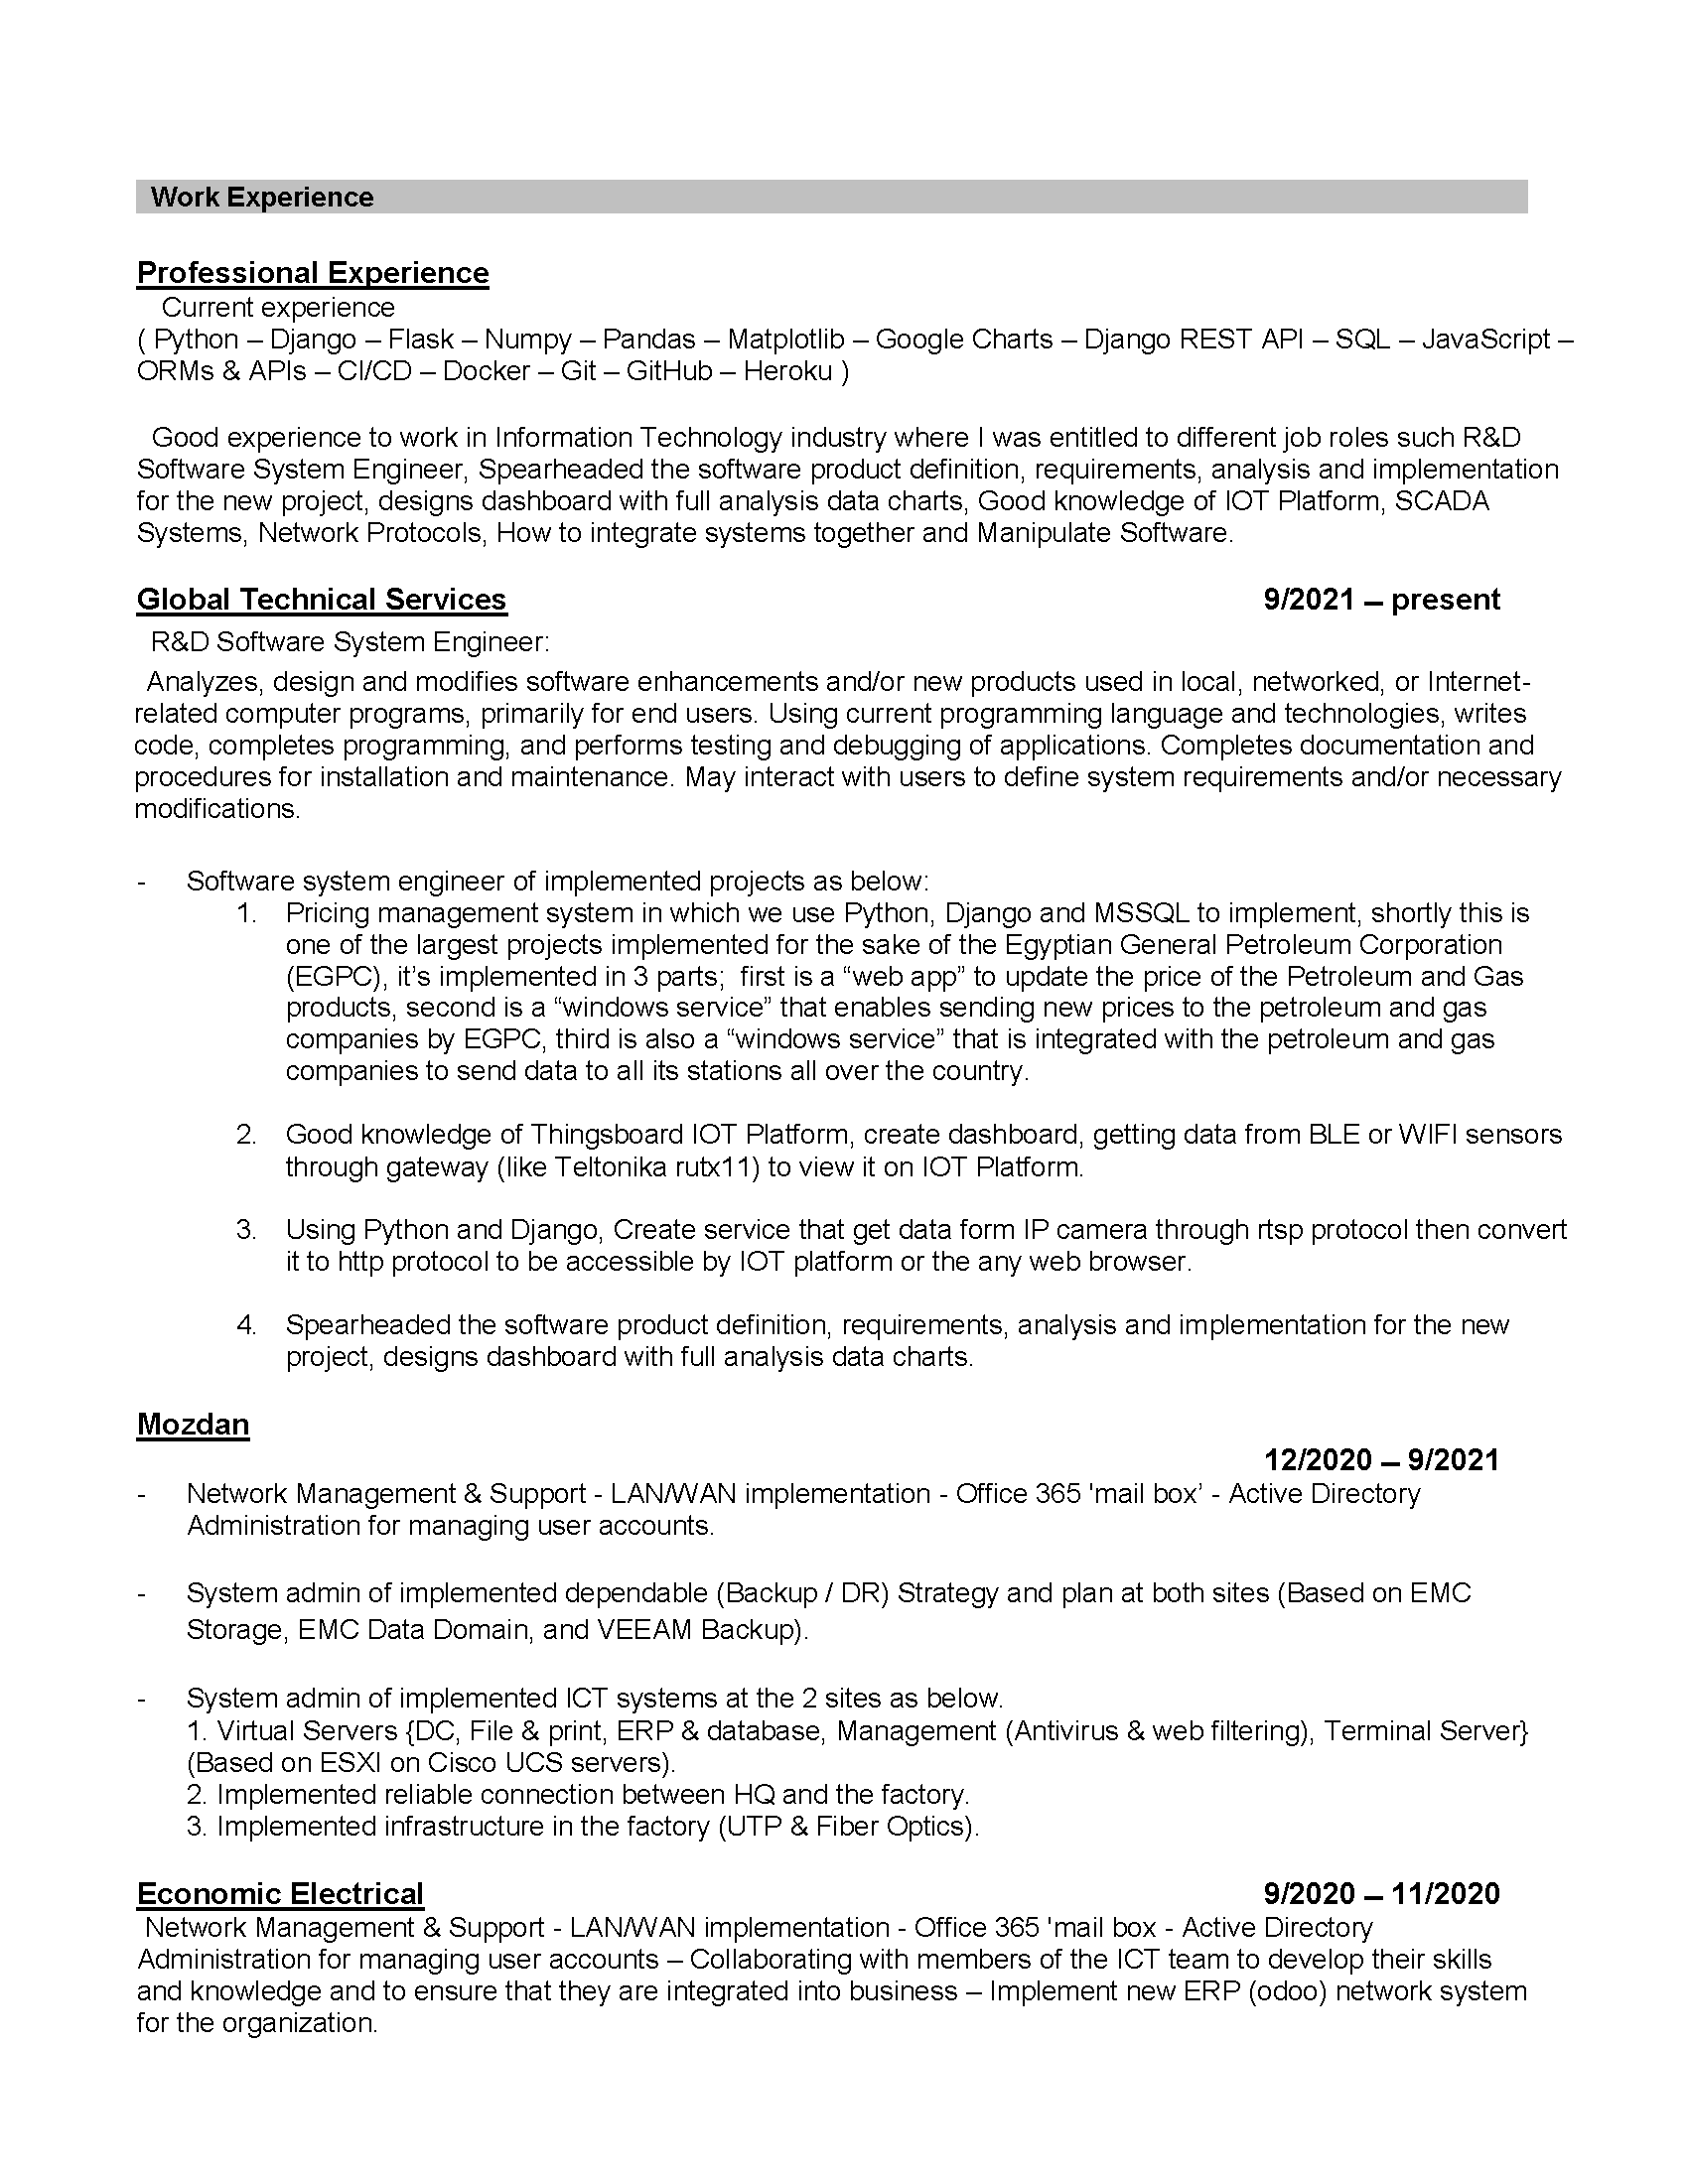 Work Experience
Professional Experience
Current experience
( Python – Django – Flask – Numpy – Pandas – Matplotlib – Google Charts – Django REST API – SQL – JavaScript –
ORMs & APIs – CI/CD – Docker – Git – GitHub – Heroku )
Good experience to work in Information Technology industry where I was entitled to different job roles such R&D
Software System Engineer, Spearheaded the software product definition, requirements, analysis and implementation
for the new project, designs dashboard with full analysis data charts, Good knowledge of IOT Platform, SCADA
Systems, Network Protocols, How to integrate systems together and Manipulate Software.
Global Technical Services 9/2021 – present
R&D Software System Engineer:
Analyzes, design and modifies software enhancements and/or new products used in local, networked, or Internet-
related computer programs, primarily for end users. Using current programming language and technologies, writes
code, completes programming, and performs testing and debugging of applications. Completes documentation and
procedures for installation and maintenance. May interact with users to define system requirements and/or necessary
modifications.
- Software system engineer of implemented projects as below:
1. Pricing management system in which we use Python, Django and MSSQL to implement, shortly this is
one of the largest projects implemented for the sake of the Egyptian General Petroleum Corporation
(EGPC), it’s implemented in 3 parts;  first is a “web app” to update the price of the Petroleum and Gas
products, second is a “windows service” that enables sending new prices to the petroleum and gas
companies by EGPC, third is also a “windows service” that is integrated with the petroleum and gas
companies to send data to all its stations all over the country.
2. Good knowledge of Thingsboard IOT Platform, create dashboard, getting data from BLE or WIFI sensors
through gateway (like Teltonika rutx11) to view it on IOT Platform.
3. Using Python and Django, Create service that get data form IP camera through rtsp protocol then convert
it to http protocol to be accessible by IOT platform or the any web browser.
4. Spearheaded the software product definition, requirements, analysis and implementation for the new
project, designs dashboard with full analysis data charts.
Mozdan
12/2020 – 9/2021
- Network Management & Support - LAN/WAN implementation - Office 365 'mail box’ - Active Directory
Administration for managing user accounts.
- System admin of implemented dependable (Backup / DR) Strategy and plan at both sites (Based on EMC
Storage, EMC Data Domain, and VEEAM Backup).
- System admin of implemented ICT systems at the 2 sites as below.
1. Virtual Servers {DC, File & print, ERP & database, Management (Antivirus & web filtering), Terminal Server}
(Based on ESXI on Cisco UCS servers).
2. Implemented reliable connection between HQ and the factory.
3. Implemented infrastructure in the factory (UTP & Fiber Optics).
Economic Electrical 9/2020 – 11/2020
Network Management & Support - LAN/WAN implementation - Office 365 'mail box - Active Directory
Administration for managing user accounts – Collaborating with members of the ICT team to develop their skills
and knowledge and to ensure that they are integrated into business – Implement new ERP (odoo) network system
for the organization.